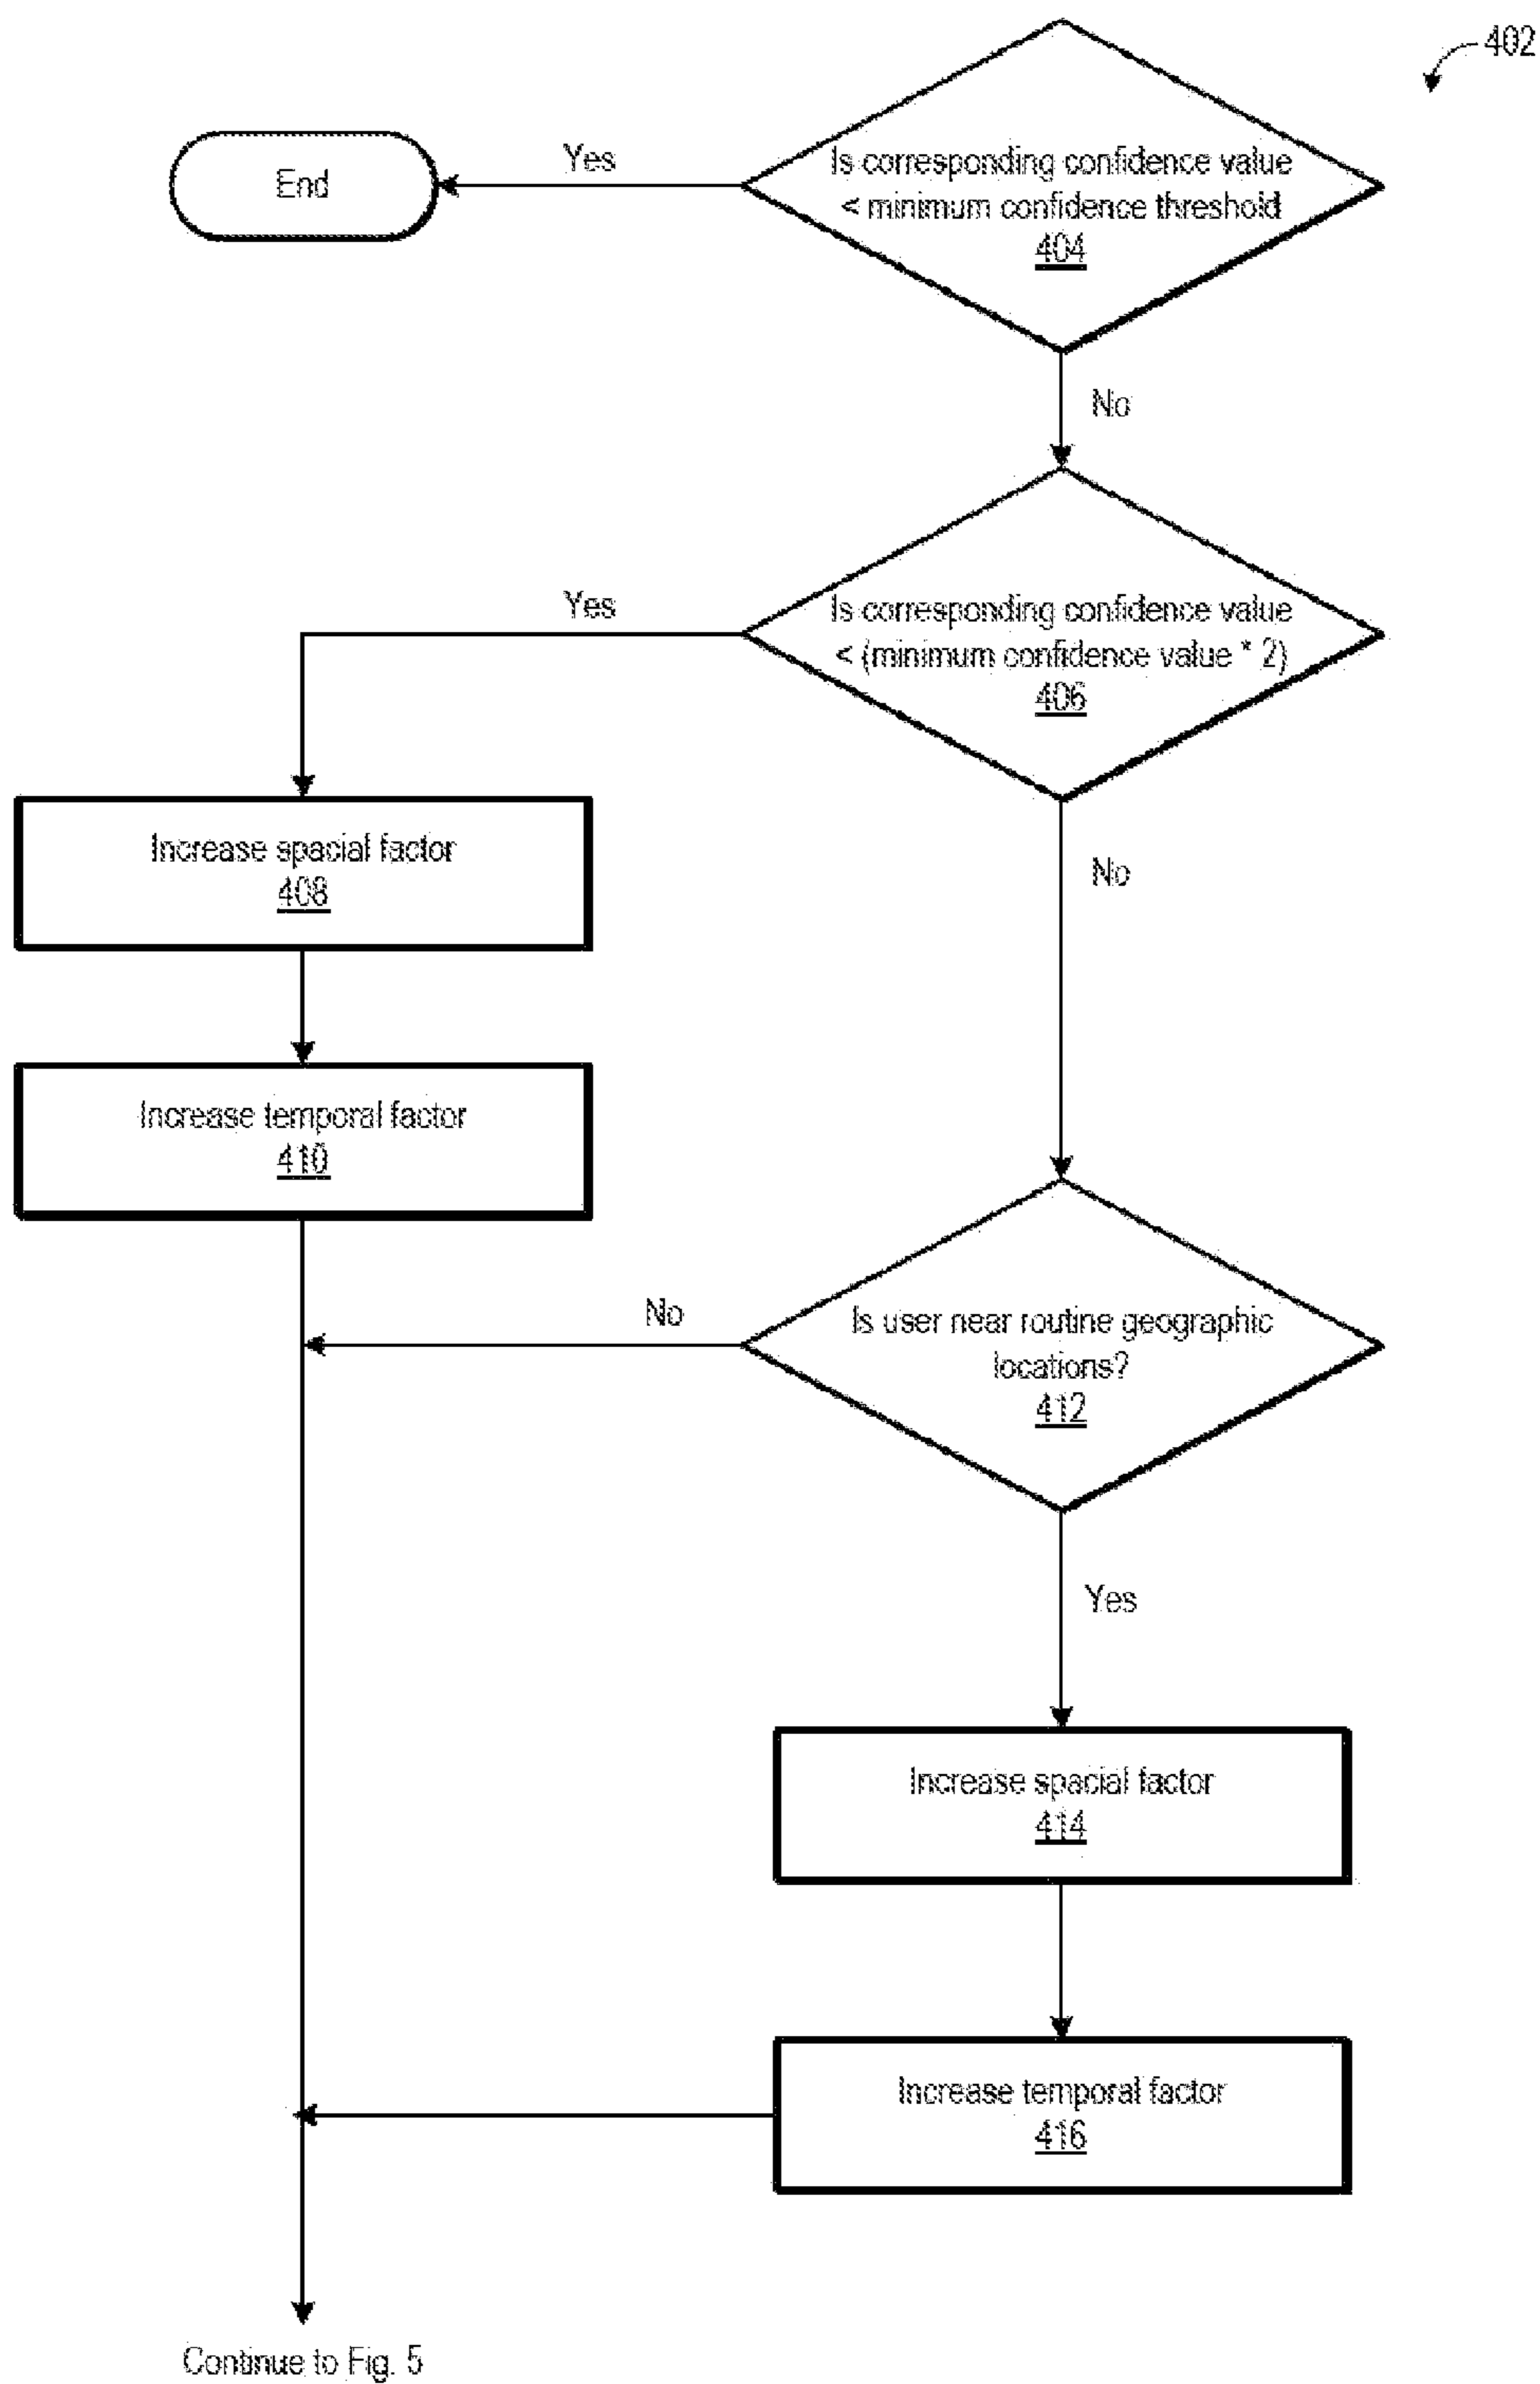 402
Is corresponding confidence value
< minimum confidence threshold
404
Yes
End
No
Is corresponding confidence value
< (minimum confidence value * 2)
406
Yes
Increase spacial factor
408
No
Increase temporal factor
410
Is user near routine geographic
locations?
412
No
Yes
Increase spacial factor
414
Increase temporal factor
416
Continue to Fig. 5